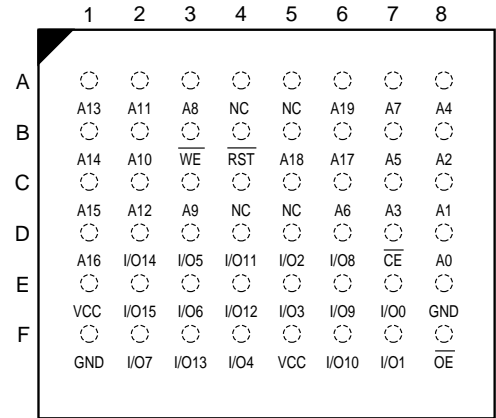 1 2 3 4 5 6 7 8
A
A13 A11 A8 NC NC A19 A7 A4
B
A14 A10 WE RST A18 A17 A5 A2
C
A15 A12 A9 NC NC A6 A3 A1
D
A16 I/O14 I/O5 I/O11 I/O2 I/O8 CE A0
E
VCC I/O15 I/O6 I/O12 I/O3 I/O9 I/O0 GND
F
GND I/O7 I/O13 I/O4 VCC I/O10 I/O1 OE